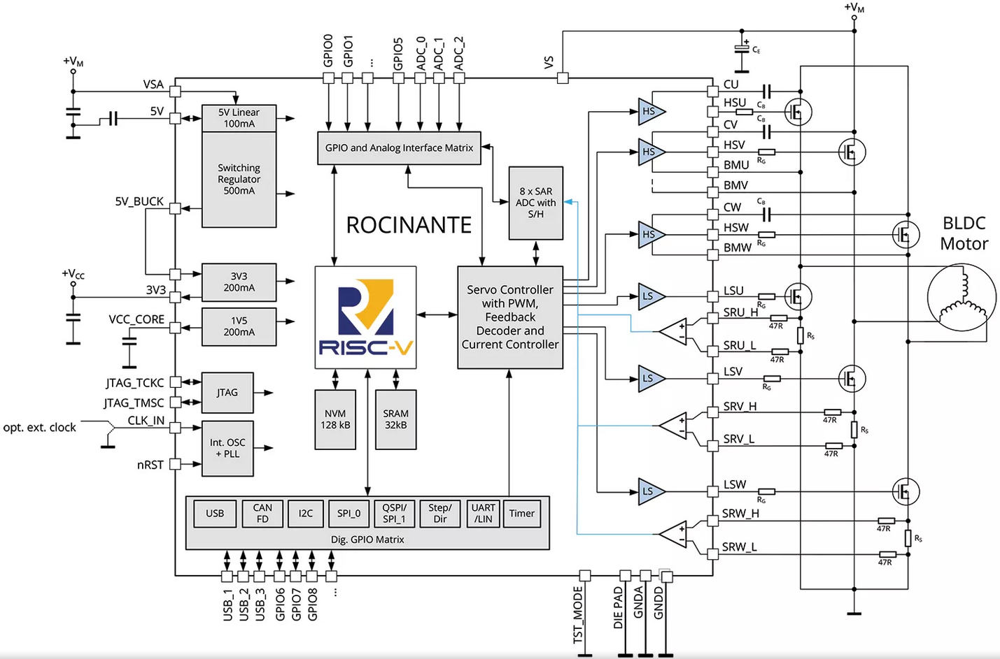 +VM
GPIO0
GPIO1
...
GPIO5
ADC_0
ADC_1
ADC_2
VS
+
CE
+VM
VSA
5V
5V Linear
100mA
Switching
Regulator
500mA
5V_BUCK
+VCC
3V3
3V3
200mA
VCC_CORE
1V5
200mA
JTAG_TCKC
JTAG_TMSC
JTAG
CLK_IN
opt. ext. clock
Int. OSC
+ PLL
nRST
GPIO and Analog Interface Matrix
8 x SAR
ADC with
S/H
ROCINANTE
RISC-V
Servo Controller
with PWM,
Feedback
Decoder and
Current Controller
NVM
128 kB
SRAM
32kB
USB
CAN
FD
I2C
SPI_0
QSPI/
SPI_1
Step/
Dir
UART
/LIN
Timer
Dig. GPIO Matrix
USB_1
USB_2
USB_3
GPIO6
GPIO7
GPIO8
...
TST_MODE
DIE PAD
GNDA
GNDD
HS
HS
HS
LS
+
−
LS
+
−
LS
+
−
CU
CB
HSU
CB
CV
HSV
RG
BMU
BMV
CW
CB
HSW
RG
BMW
LSU
RG
SRU_H
47R
RS
SRU_L
47R
LSV
RG
SRV_H
47R
RS
SRV_L
47R
LSW
RG
SRW_H
47R
RS
SRW_L
47R
BLDC
Motor